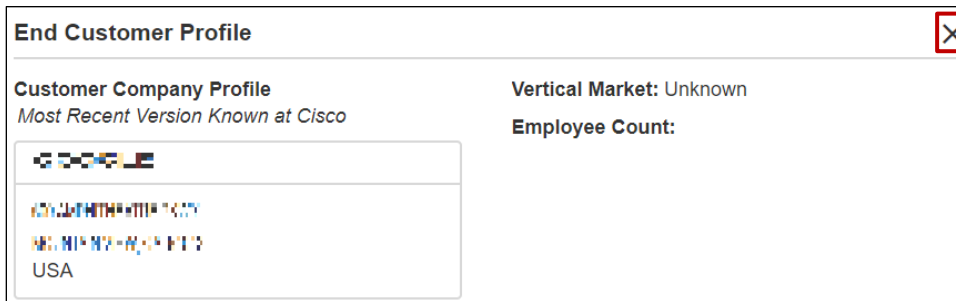 End Customer Profile
Customer Company Profile
Most Recent Version Known at Cisco
USA
Vertical Market: Unknown
Employee Count: